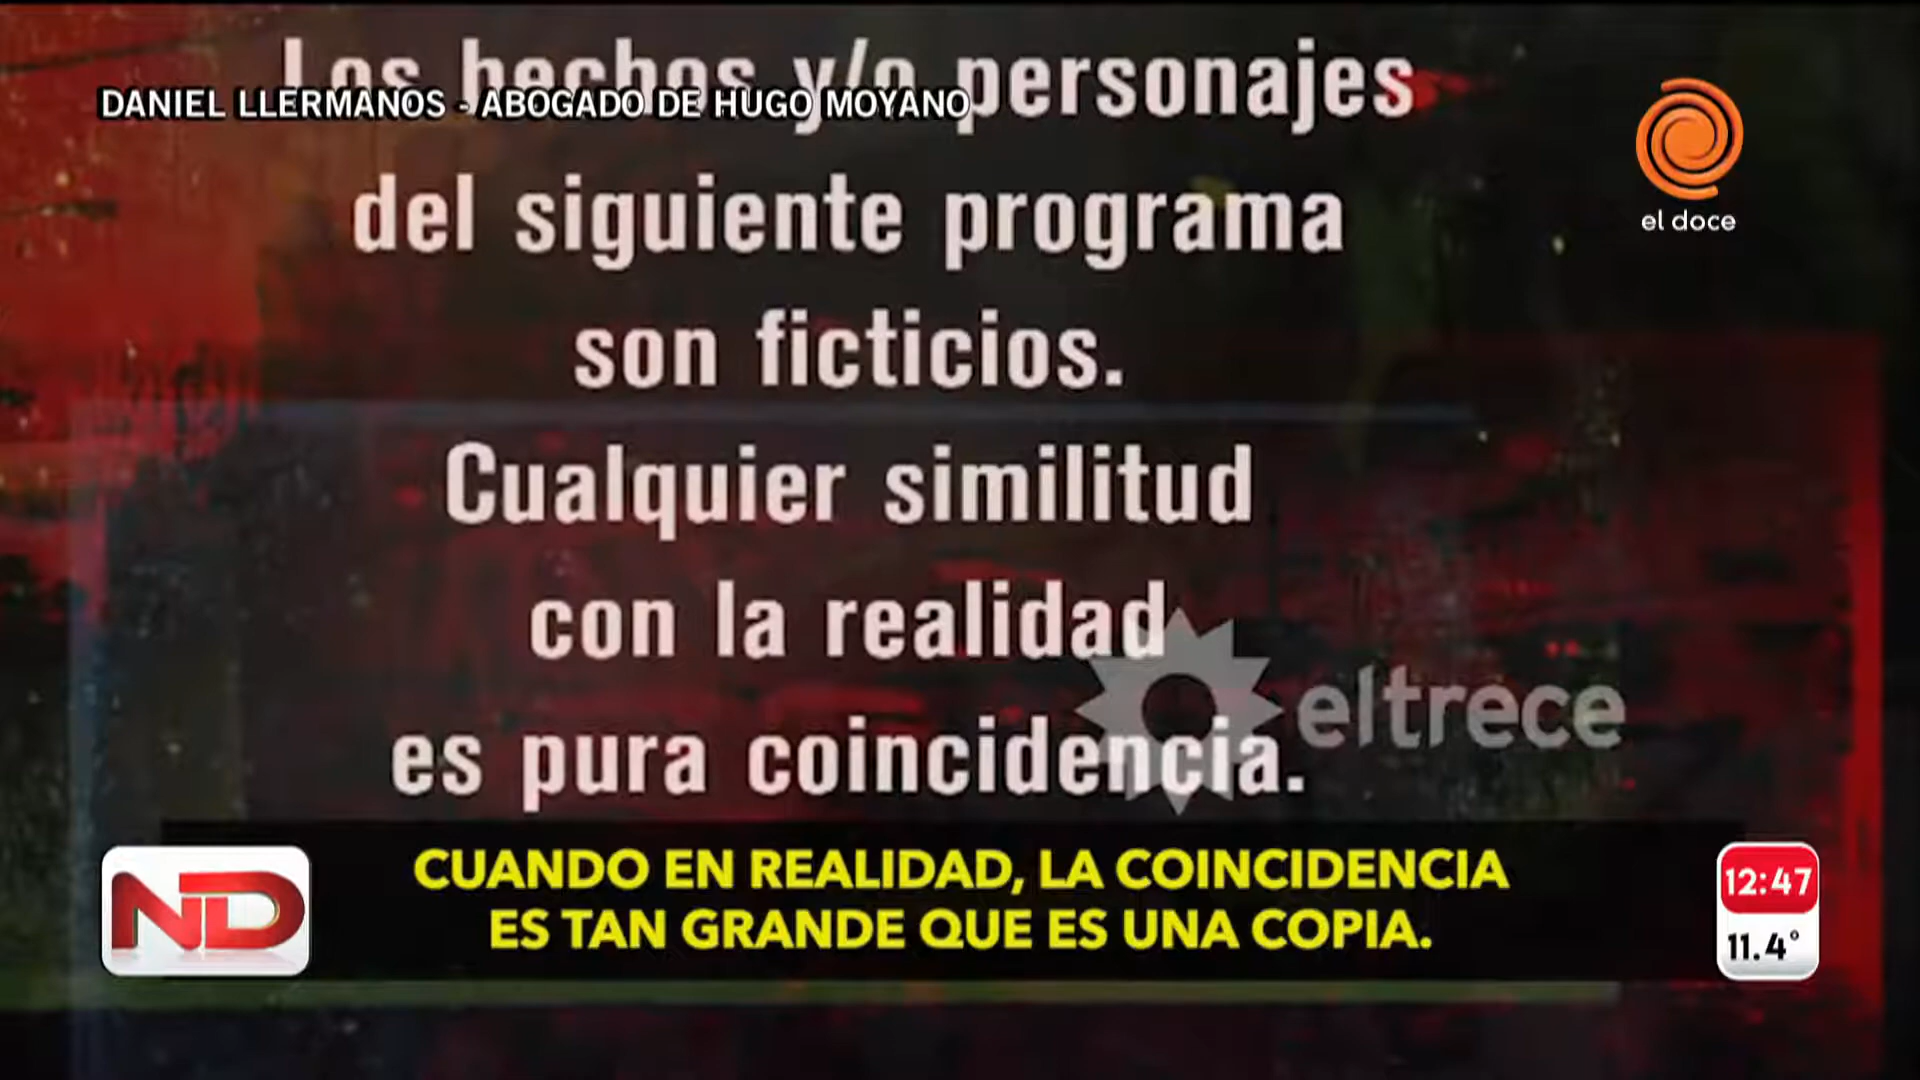 Los hechos y/o personajes
DANIEL LLERMANOS - ABOGADO DE HUGO MOYANO
del siguiente programa
el doce
son ficticios.
Cualquier similitud
con la realidad
eltrece
es pura coincidencia.
ND
CUANDO EN REALIDAD, LA COINCIDENCIA
ES TAN GRANDE QUE ES UNA COPIA.
12:47
11.4°